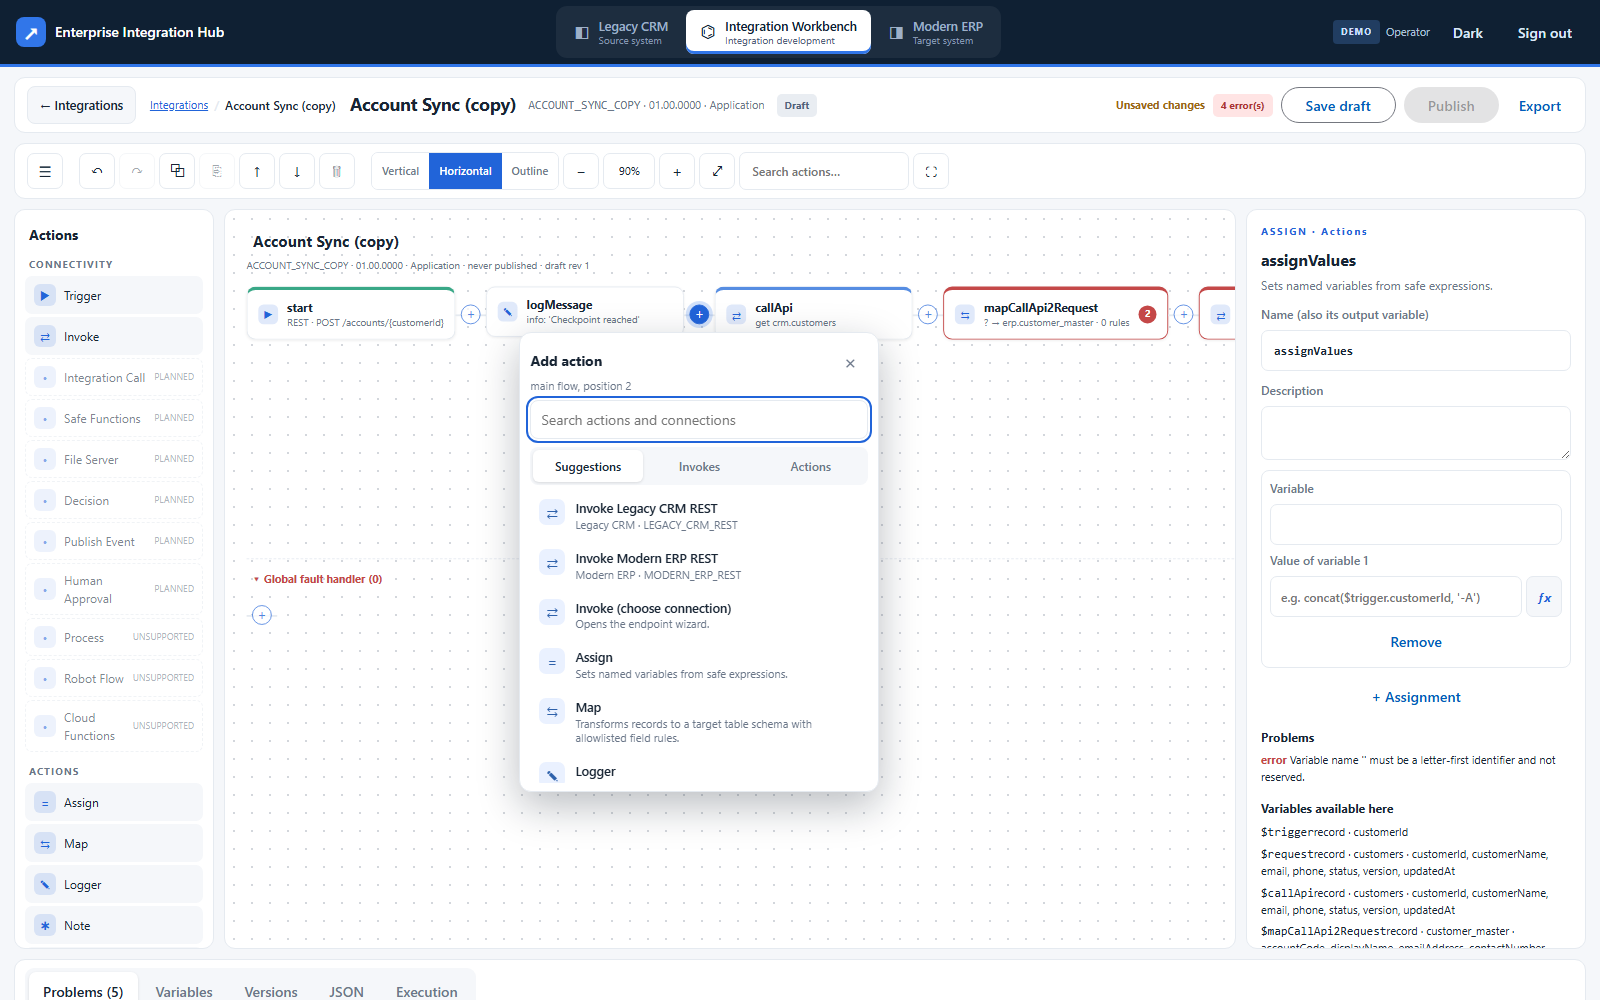 Enterprise Integration Hub
Legacy CRM
Source system
Integration Workbench
Integration development
Modern ERP
Target system
DEMO
Operator
Dark
Sign out
← Integrations
Integrations / Account Sync (copy)
Account Sync (copy)
ACCOUNT_SYNC_COPY · 01.00.0000 · Application
Draft
Unsaved changes
4 error(s)
Save draft
Publish
Export
Vertical
Horizontal
Outline
−
90%
+
Search actions...
Actions
CONNECTIVITY
Trigger
Invoke
Integration Call PLANNED
Safe Functions PLANNED
File Server PLANNED
Decision PLANNED
Publish Event PLANNED
Human Approval PLANNED
Process UNSUPPORTED
Robot Flow UNSUPPORTED
Cloud Functions UNSUPPORTED
ACTIONS
Assign
Map
Logger
Note
Account Sync (copy)
ACCOUNT_SYNC_COPY · 01.00.0000 · Application · never published · draft rev 1
start
REST · POST /accounts/{customerId}
logMessage
info: 'Checkpoint reached'
callApi
get crm.customers
mapCallApi2Request
? → erp.customer_master · 0 rules
2
Global fault handler (0)
Add action
main flow, position 2
Search actions and connections
Suggestions
Invokes
Actions
Invoke Legacy CRM REST
Legacy CRM · LEGACY_CRM_REST
Invoke Modern ERP REST
Modern ERP · MODERN_ERP_REST
Invoke (choose connection)
Opens the endpoint wizard.
Assign
Sets named variables from safe expressions.
Map
Transforms records to a target table schema with
allowlisted field rules.
Logger
ASSIGN · Actions
assignValues
Sets named variables from safe expressions.
Name (also its output variable)
assignValues
Description
Variable
Value of variable 1
e.g. concat($trigger.customerId, '-A')
ƒx
Remove
+ Assignment
Problems
error Variable name '' must be a letter-first identifier and not
reserved.
Variables available here
$triggerrecord · customerId
$requestrecord · customers · customerId, customerName,
email, phone, status, version, updatedAt
$callApirecord · customers · customerId, customerName,
email, phone, status, version, updatedAt
$mapCallApi2Requestrecord · customer_master ·
accountCode, displayName, emailAddress, contactNumber
Problems (5)
Variables
Versions
JSON
Execution